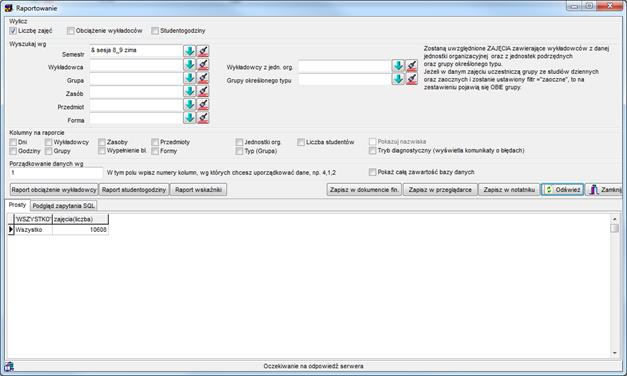 Raportowanie
Wylicz
Liczbę zajęć Obciążenie wykładowców Studentogodziny
Wyszukaj wg
Semestr & sesja 8_9 zima
Wykładowca Wykładowcy z jedn. org.
Grupa Grupy określonego typu
Zasób
Przedmiot
Forma
Zostaną uwzględnione ZAJĘCIA zawierające wykładowców z danej
jednostki organizacyjnej oraz z jednostek podrzędnych
oraz grupy określonego typu.
Jeżeli w danym zajęciu uczestniczą grupy ze studiów dziennych
oraz zaocznych i zostanie ustawiony filtr ="zaoczne", to na
zestawieniu pojawią się OBIE grupy.
Kolumny na raporcie
Dni Wykładowcy Zasoby Przedmioty Jednostki org. Liczba studentów Pokazuj nazwiska
Godziny Grupy Wypełnienie bl. Formy Typ (Grupa) Tryb diagnostyczny (wyświetla komunikaty o błędach)
Porządkowanie danych wg
1 W tym polu wpisz numery kolumn, wg których chcesz uporządkować dane, np. 4,1,2 Pokaż całą zawartość bazy danych
Raport obciążenie wykładowcy Raport studentogodziny Raport wskaźniki Zapisz w dokumencie fin. Zapisz w przeglądarce Zapisz w notatniku Odśwież Zamknij
Prosty Podgląd zapytania SQL
'WSZYSTKO' zajęcia(liczba)
Wszystko 10608
Oczekiwanie na odpowiedź serwera